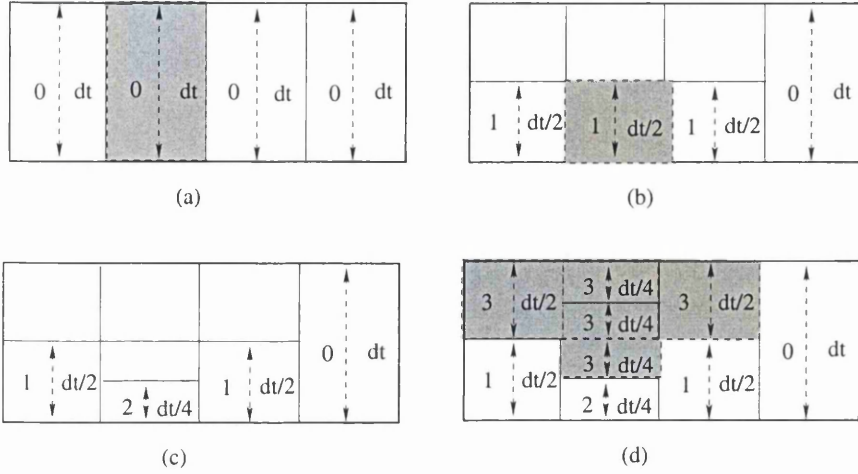 0 dt 0 dt 0 dt 0 dt
(a)
0 dt
1 dt/2 1 dt/2 1 dt/2
(b)
0 dt
1 dt/2 1 dt/2
2 dt/4
(c)
3 dt/4
3 dt/2 3 dt/2
3 dt/4
0 dt
3 dt/4
1 dt/2 1 dt/2
2 dt/4
(d)